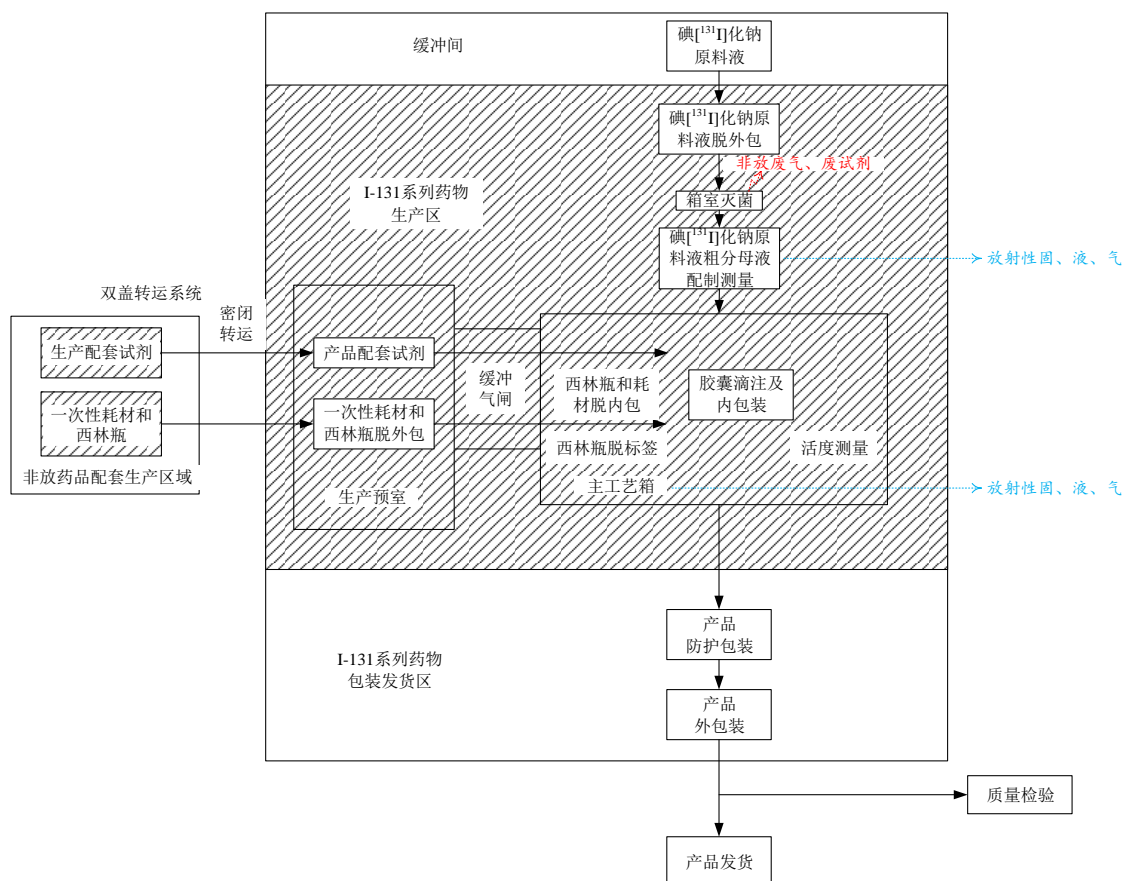 缓冲间
碘[¹³¹I]化钠
原料液
碘[¹³¹I]化钠原
料液脱外包
非放废气、废试剂
I-131系列药物
生产区
箱室灭菌
碘[¹³¹I]化钠原
料液粗分母液
配制测量
放射性固、液、气
双盖转运系统
密闭
转运
生产配套试剂
产品配套试剂
缓冲
气闸
西林瓶和耗
材脱内包
胶囊滴注及
内包装
一次性耗材和
西林瓶
一次性耗材和
西林瓶脱外包
西林瓶脱标签
活度测量
非放药品配套生产区域
生产预室
主工艺箱
放射性固、液、气
产品
防护包装
I-131系列药物
包装发货区
产品
外包装
质量检验
产品发货